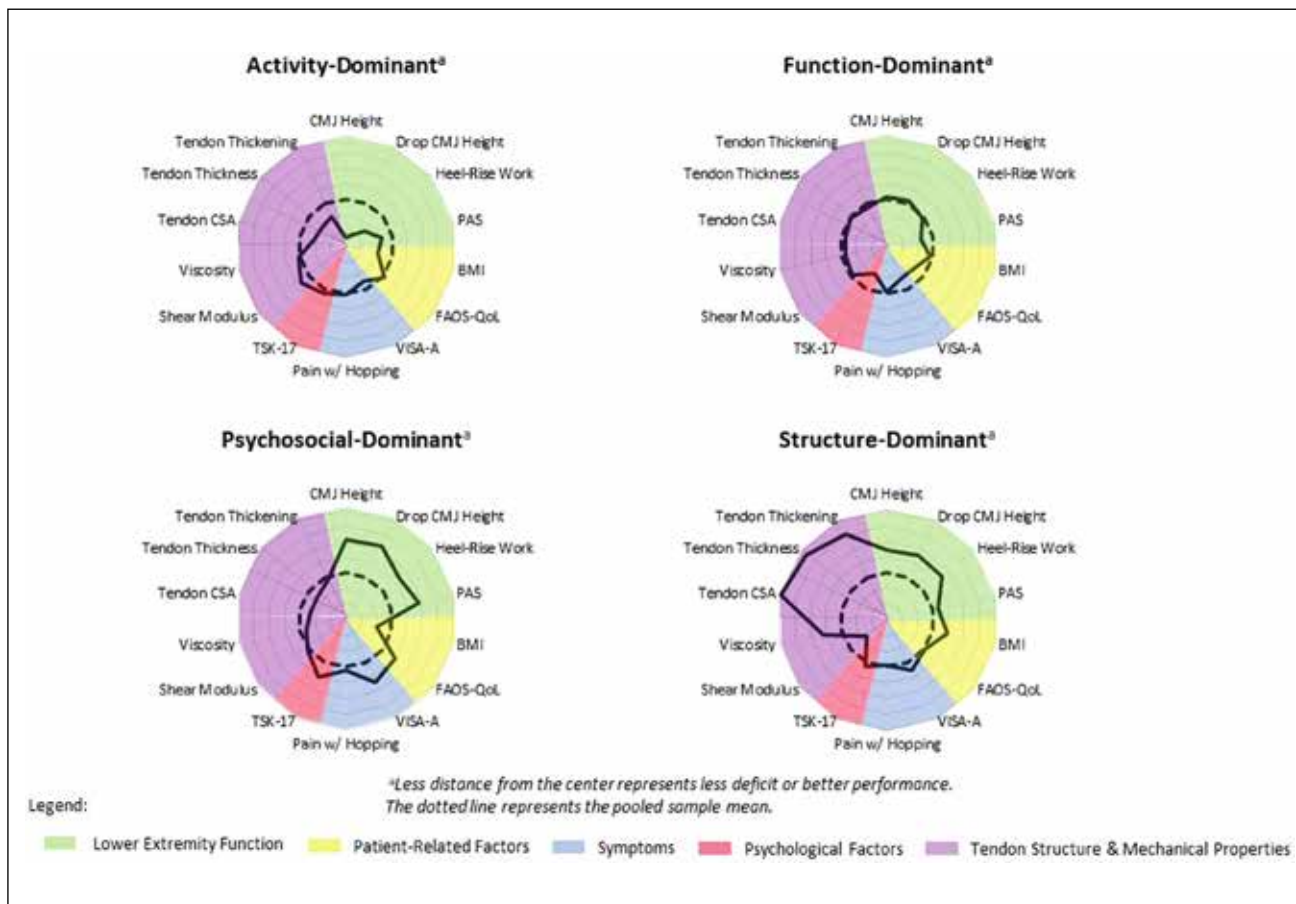 Activity-Dominantᵃ
CMJ Height
Drop CMJ Height
Heel-Rise Work
PAS
BMI
FAOS-QoL
VISA-A
Pain w/ Hopping
TSK-17
Shear Modulus
Viscosity
Tendon CSA
Tendon Thickness
Tendon Thickening
Function-Dominantᵃ
CMJ Height
Drop CMJ Height
Heel-Rise Work
PAS
BMI
FAOS-QoL
VISA-A
Pain w/ Hopping
TSK-17
Shear Modulus
Viscosity
Tendon CSA
Tendon Thickness
Tendon Thickening
Psychosocial-Dominantᵃ
CMJ Height
Drop CMJ Height
Heel-Rise Work
PAS
BMI
FAOS-QoL
VISA-A
Pain w/ Hopping
TSK-17
Shear Modulus
Viscosity
Tendon CSA
Tendon Thickness
Tendon Thickening
Structure-Dominantᵃ
CMJ Height
Drop CMJ Height
Heel-Rise Work
PAS
BMI
FAOS-QoL
VISA-A
Pain w/ Hopping
TSK-17
Shear Modulus
Viscosity
Tendon CSA
Tendon Thickness
Tendon Thickening
ᵃLess distance from the center represents less deficit or better performance.
The dotted line represents the pooled sample mean.
Legend:
Lower Extremity Function
Patient-Related Factors
Symptoms
Psychological Factors
Tendon Structure & Mechanical Properties